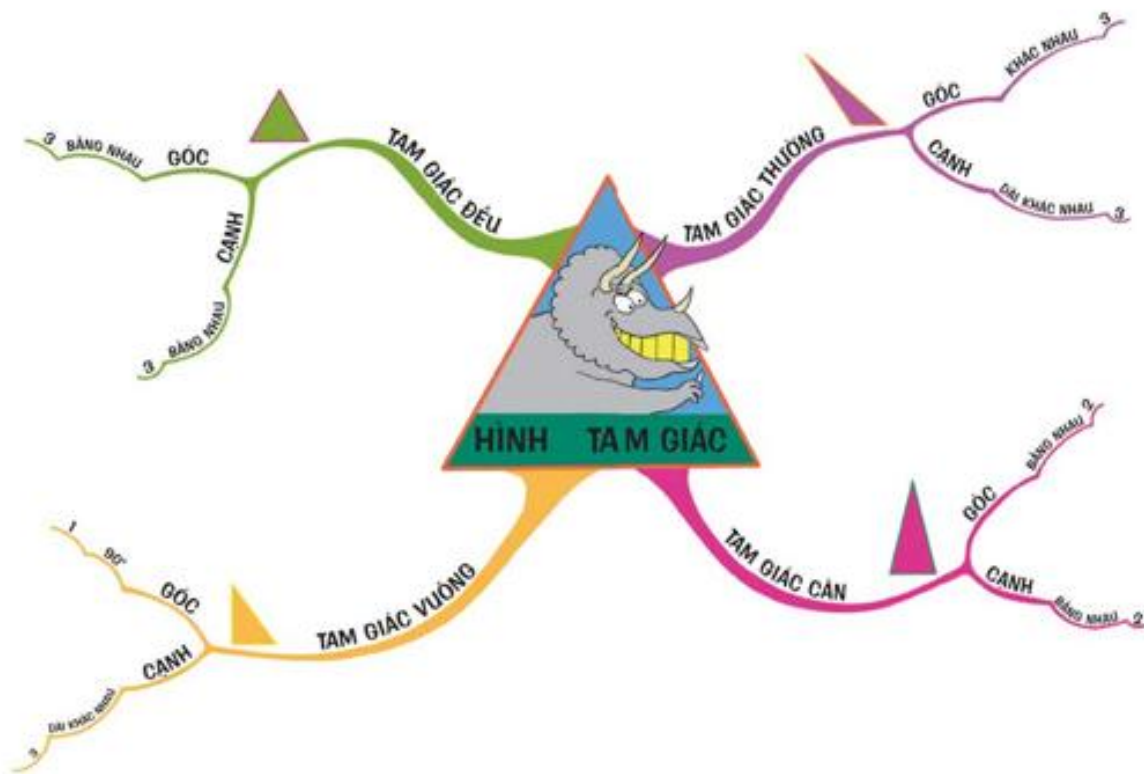 HÌNH TAM GIÁC
TAM GIÁC THƯỜNG
GÓC
KHÁC NHAU
3
CẠNH
DÀI KHÁC NHAU
3
TAM GIÁC CÂN
GÓC
BẰNG NHAU
2
CẠNH
BẰNG NHAU
2
TAM GIÁC VUÔNG
GÓC
90°
1
CẠNH
DÀI KHÁC NHAU
3
TAM GIÁC ĐỀU
GÓC
BẰNG NHAU
3
CẠNH
BẰNG NHAU
3